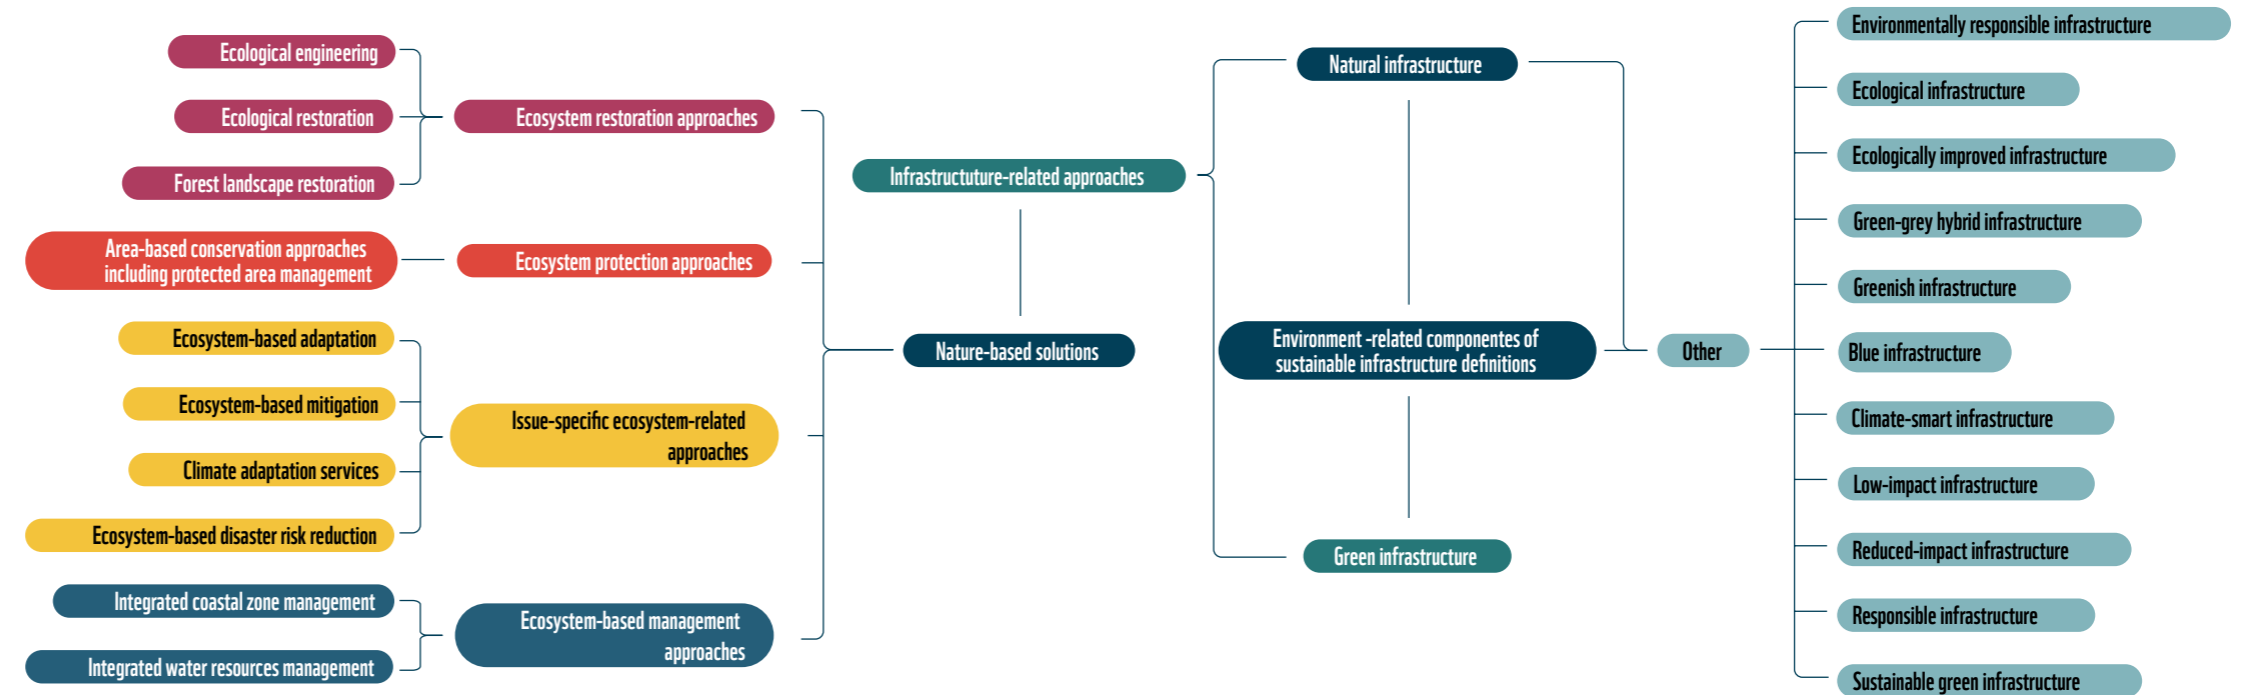 Ecological engineering
Ecological restoration
Forest landscape restoration
Area-based conservation approaches
including protected area management
Ecosystem-based adaptation
Ecosystem-based mitigation
Climate adaptation services
Ecosystem-based disaster risk reduction
Integrated coastal zone management
Integrated water resources management
Ecosystem restoration approaches
Ecosystem protection approaches
Issue-specific ecosystem-related
approaches
Ecosystem-based management
approaches
Infrastructuture-related approaches
Nature-based solutions
Natural infrastructure
Environment -related componentes of
sustainable infrastructure definitions
Green infrastructure
Other
Environmentally responsible infrastructure
Ecological infrastructure
Ecologically improved infrastructure
Green-grey hybrid infrastructure
Greenish infrastructure
Blue infrastructure
Climate-smart infrastructure
Low-impact infrastructure
Reduced-impact infrastructure
Responsible infrastructure
Sustainable green infrastructure